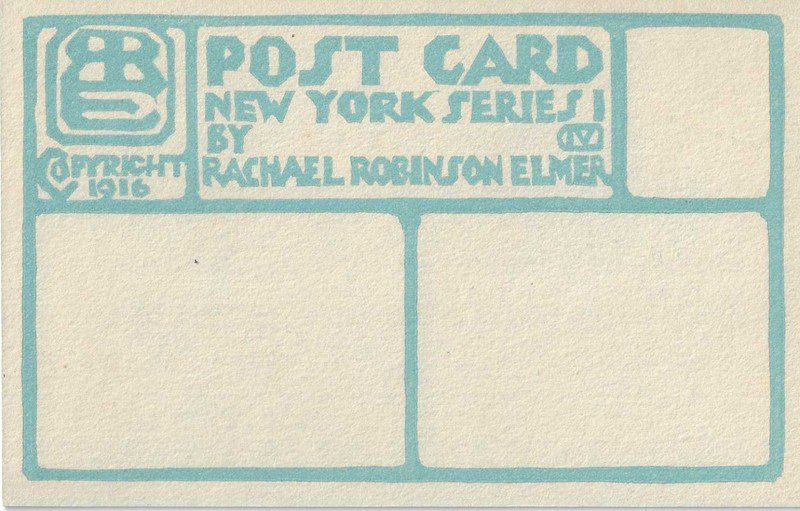 POST CARD
NEW YORK SERIES I
BY IV
RACHAEL ROBINSON ELMER
COPYRIGHT
1916